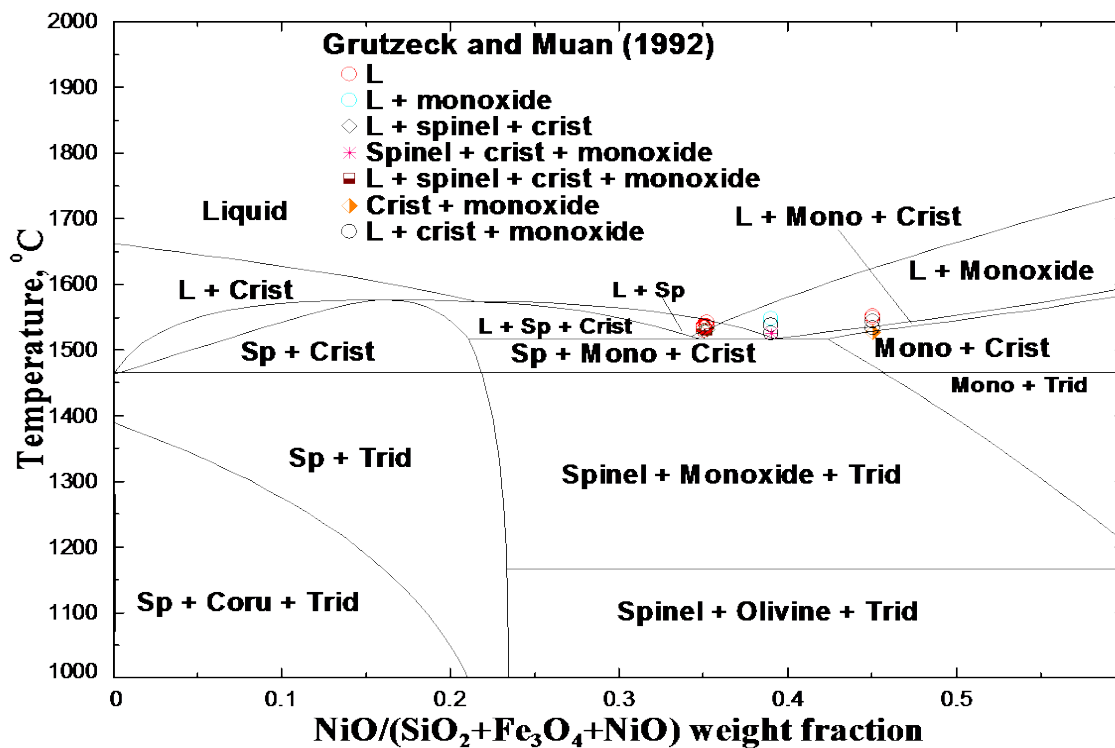 2000
1900
1800
1700
1600
1500
1400
1300
1200
1100
1000
Temperature, °C
Grutzeck and Muan (1992)
L
L + monoxide
L + spinel + crist
Spinel + crist + monoxide
L + spinel + crist + monoxide
Crist + monoxide
L + crist + monoxide
Liquid
L + Mono + Crist
L + Crist
L + Sp
L + Monoxide
L + Sp + Crist
Sp + Crist
Sp + Mono + Crist
Mono + Crist
Mono + Trid
Sp + Trid
Spinel + Monoxide + Trid
Sp + Coru + Trid
Spinel + Olivine + Trid
0 0.1 0.2 0.3 0.4 0.5
NiO/(SiO₂+Fe₃O₄+NiO) weight fraction